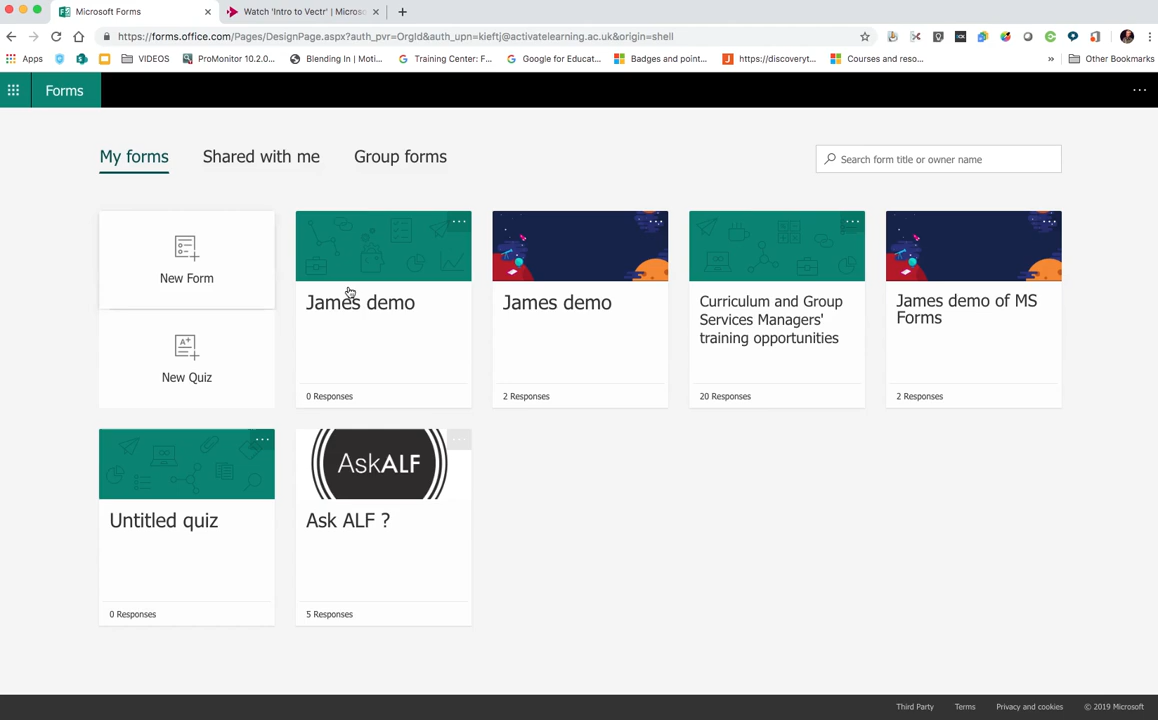 Microsoft Forms
Watch 'Intro to Vectr' | Microso
https://forms.office.com/Pages/DesignPage.aspx?auth_pvr=OrgId&auth_upn=kieftj@activatelearning.ac.uk&origin=shell
Apps
VIDEOS
ProMonitor 10.2.0...
Blending In | Moti...
Training Center: F...
Google for Educat...
Badges and point...
https://discoveryt...
Courses and reso...
»
Other Bookmarks
Forms
My forms
Shared with me
Group forms
Search form title or owner name
New Form
New Quiz
James demo
0 Responses
James demo
2 Responses
Curriculum and Group
Services Managers'
training opportunities
20 Responses
James demo of MS
Forms
2 Responses
Untitled quiz
0 Responses
AskALF
Ask ALF ?
5 Responses
Third Party
Terms
Privacy and cookies
© 2019 Microsoft